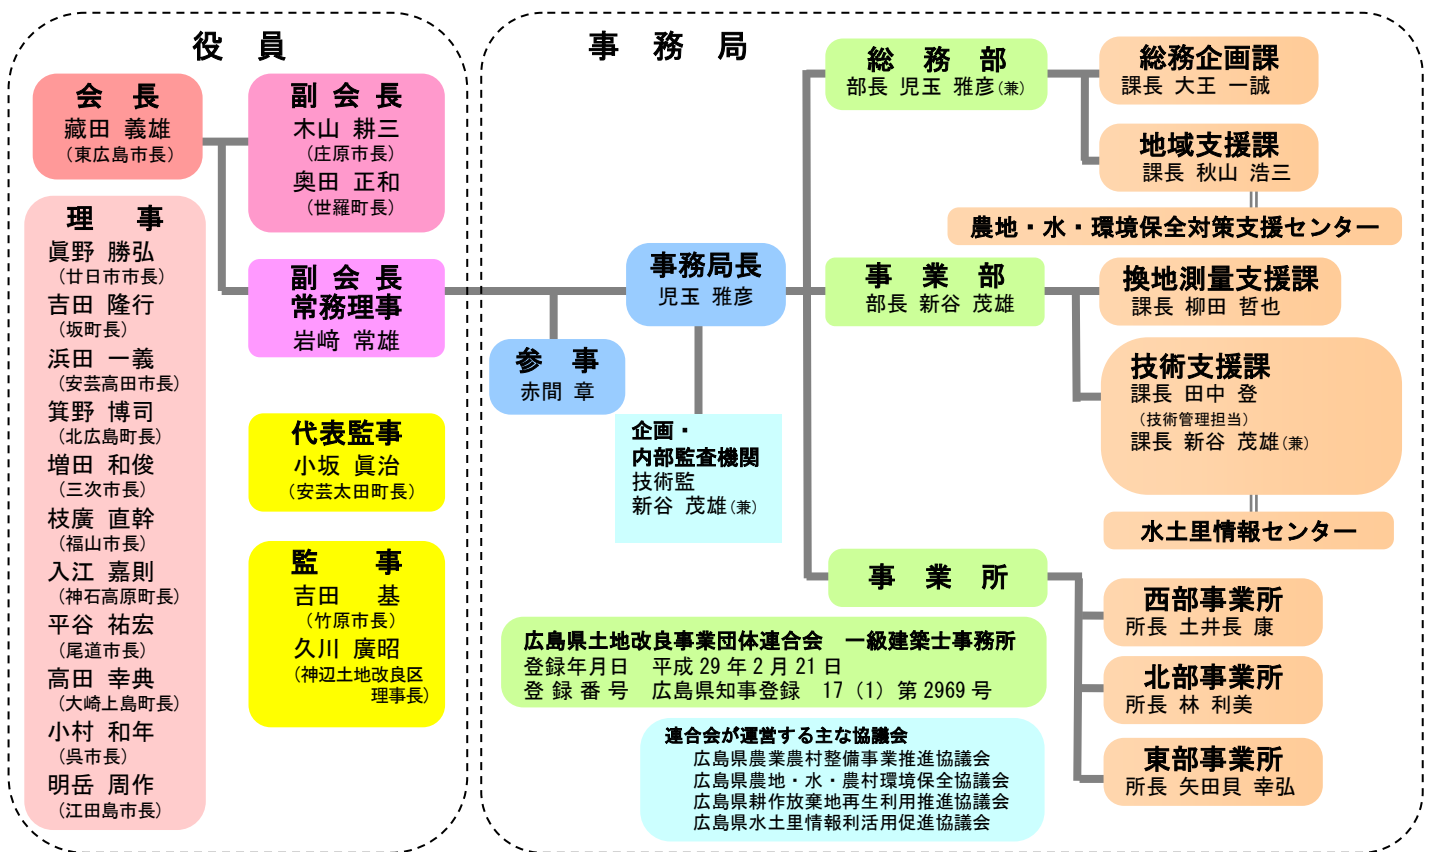 役　員
会　長
藏田 義雄
（東広島市長）
副 会 長
木山 耕三
（庄原市長）
奥田 正和
（世羅町長）
理　事
眞野 勝弘
（廿日市市長）
吉田 隆行
（坂町長）
浜田 一義
（安芸高田市長）
箕野 博司
（北広島町長）
増田 和俊
（三次市長）
枝廣 直幹
（福山市長）
入江 嘉則
（神石高原町長）
平谷 祐宏
（尾道市長）
高田 幸典
（大崎上島町長）
小村 和年
（呉市長）
明岳 周作
（江田島市長）
副 会 長
常務理事
岩﨑 常雄
代表監事
小坂 眞治
（安芸太田町長）
監　　事
吉田　基
（竹原市長）
久川 廣昭
（神辺土地改良区
理事長）
事　務　局
事務局長
児玉 雅彦
参　事
赤間 章
企画・
内部監査機関
技術監
新谷 茂雄（兼）
総　務　部
部長 児玉 雅彦（兼）
総務企画課
課長 大王 一誠
地域支援課
課長 秋山 浩三
農地・水・環境保全対策支援センター
事　業　部
部長 新谷 茂雄
換地測量支援課
課長 柳田 哲也
技術支援課
課長 田中 登
（技術管理担当）
課長 新谷 茂雄（兼）
水土里情報センター
事　業　所
西部事業所
所長 土井長 康
北部事業所
所長 林 利美
東部事業所
所長 矢田貝 幸弘
広島県土地改良事業団体連合会　一級建築士事務所
登録年月日　平成 29 年 2 月 21 日
登 録 番 号　広島県知事登録　17（1）第 2969 号
連合会が運営する主な協議会
広島県農業農村整備事業推進協議会
広島県農地・水・農村環境保全協議会
広島県耕作放棄地再生利用推進協議会
広島県水土里情報利活用促進協議会